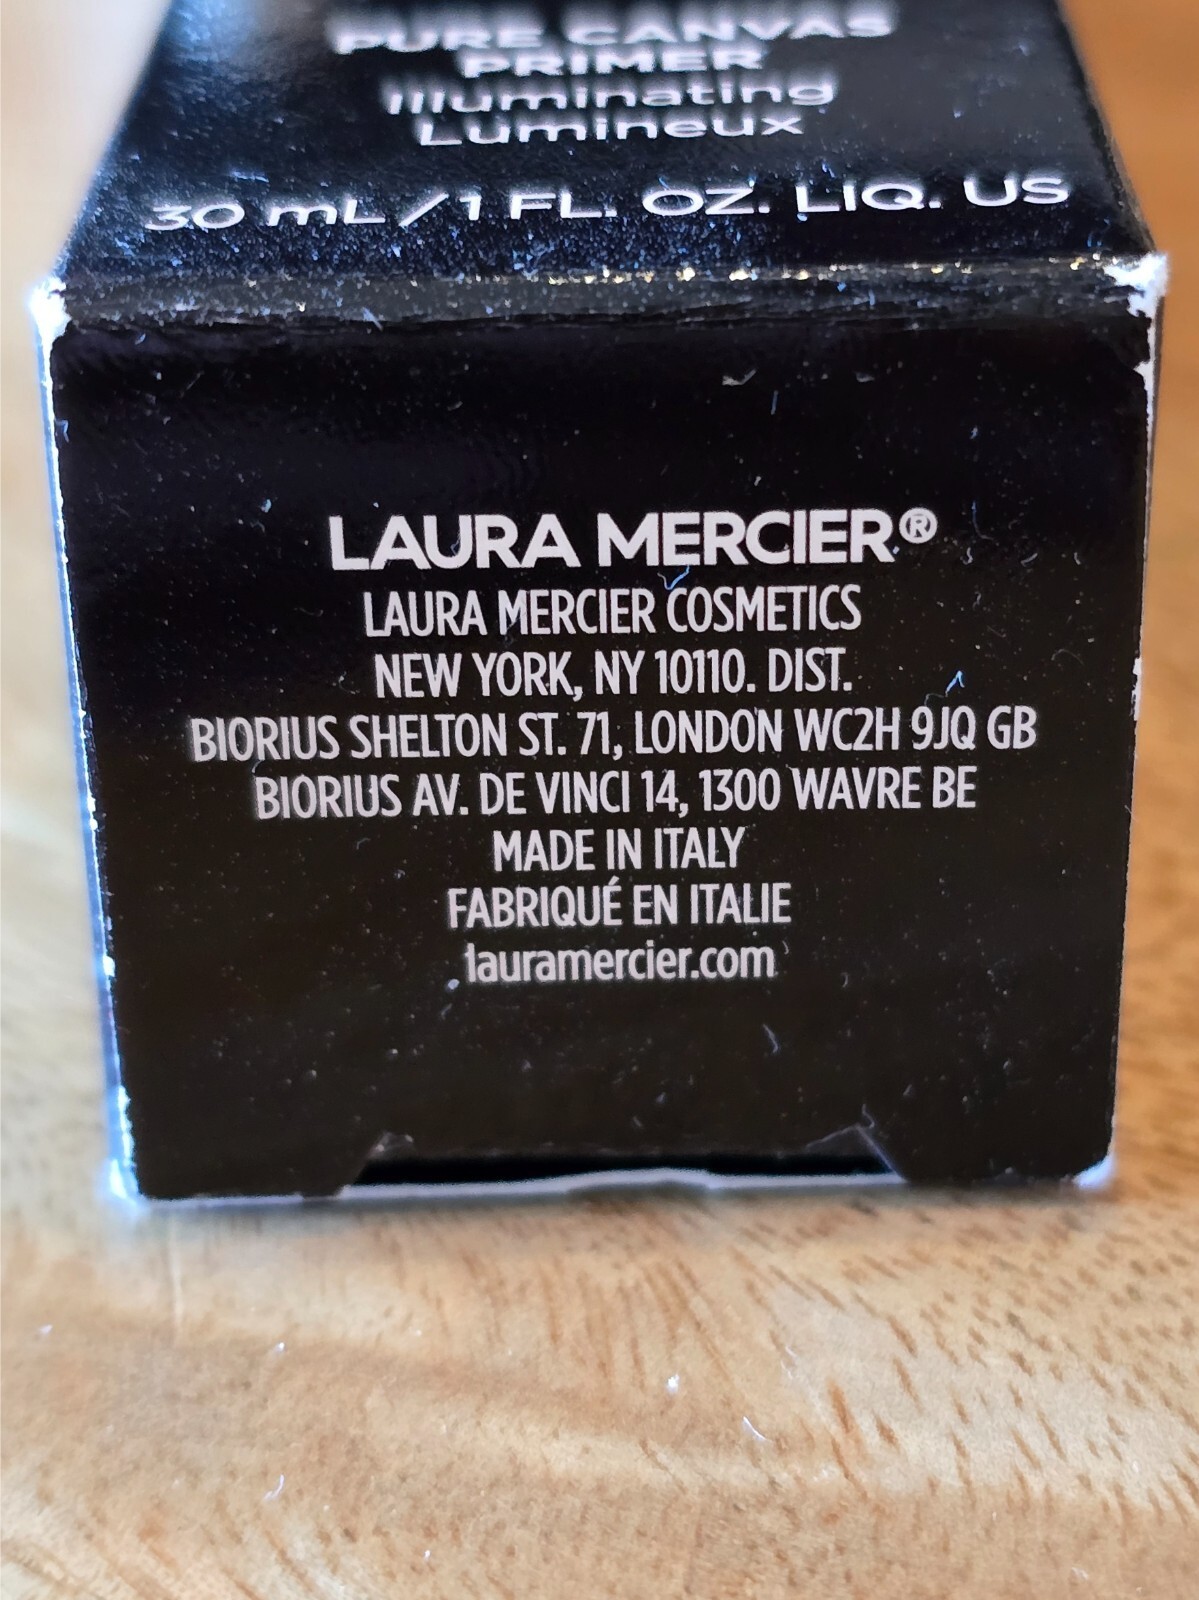 PURE CANVAS
PRIMER
Illuminating
Lumineux
30 mL / 1 FL. OZ. LIQ. US
LAURA MERCIER®
LAURA MERCIER COSMETICS
NEW YORK, NY 10110. DIST.
BIORIUS SHELTON ST. 71, LONDON WC2H 9JQ GB
BIORIUS AV. DE VINCI 14, 1300 WAVRE BE
MADE IN ITALY
FABRIQUÉ EN ITALIE
lauramercier.com